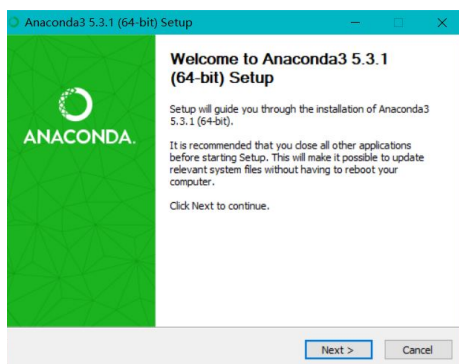 Anaconda3 5.3.1 (64-bit) Setup
Welcome to Anaconda3 5.3.1
(64-bit) Setup
Setup will guide you through the installation of Anaconda3
5.3.1 (64-bit).
It is recommended that you close all other applications
before starting Setup. This will make it possible to update
relevant system files without having to reboot your
computer.
Click Next to continue.
ANACONDA.
Next >
Cancel